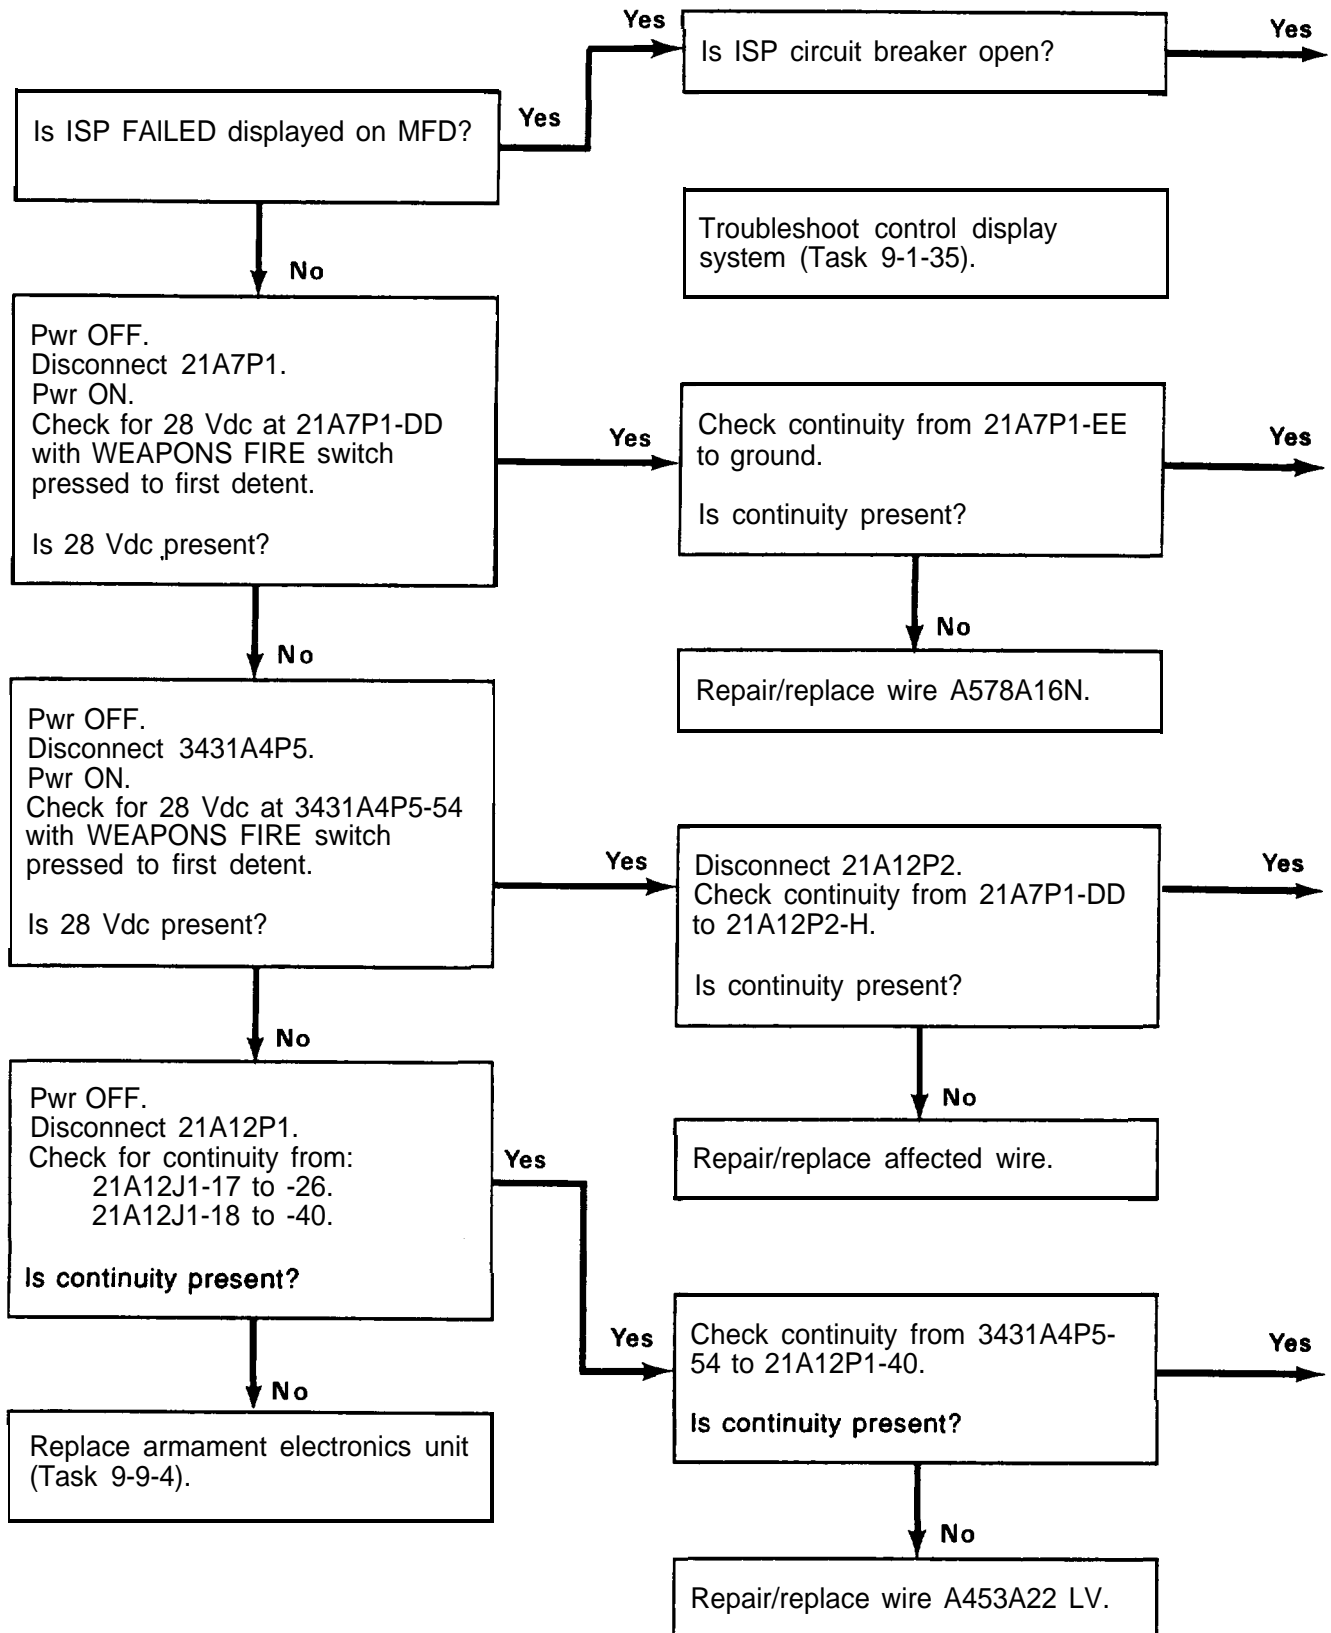 Yes
Is ISP circuit breaker open?
Yes
Is ISP FAILED displayed on MFD?
Yes
Troubleshoot control display
system (Task 9-1-35).
No
Pwr OFF.
Disconnect 21A7P1.
Pwr ON.
Check for 28 Vdc at 21A7P1-DD
with WEAPONS FIRE switch
pressed to first detent.
Is 28 Vdc present?
Yes
Check continuity from 21A7P1-EE
to ground.
Is continuity present?
Yes
No
Repair/replace wire A578A16N.
No
Pwr OFF.
Disconnect 3431A4P5.
Pwr ON.
Check for 28 Vdc at 3431A4P5-54
with WEAPONS FIRE switch
pressed to first detent.
Is 28 Vdc present?
Yes
Disconnect 21A12P2.
Check continuity from 21A7P1-DD
to 21A12P2-H.
Is continuity present?
Yes
No
Repair/replace affected wire.
No
Pwr OFF.
Disconnect 21A12P1.
Check for continuity from:
21A12J1-17 to -26.
21A12J1-18 to -40.
Is continuity present?
Yes
Yes
Check continuity from 3431A4P5-
54 to 21A12P1-40.
Is continuity present?
Yes
No
Replace armament electronics unit
(Task 9-9-4).
No
Repair/replace wire A453A22 LV.